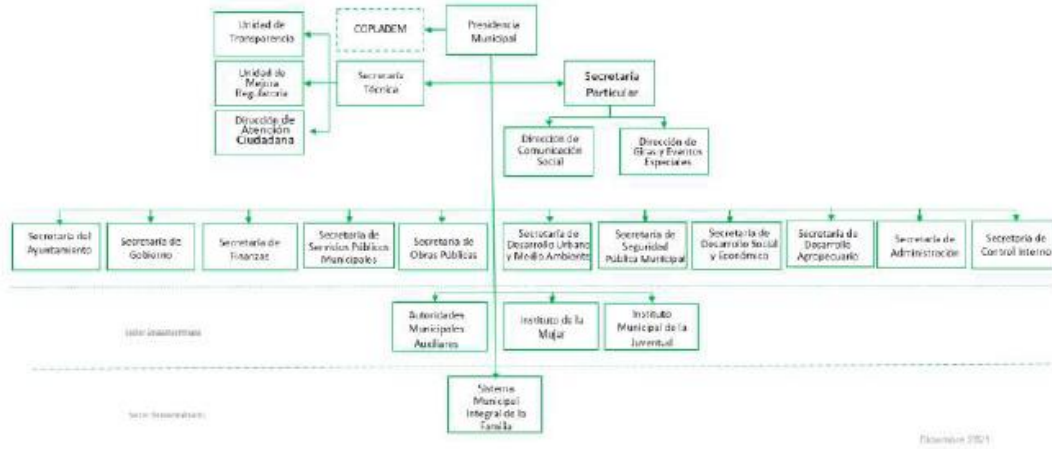 Unidad de
Transparencia
COPLADEM
Presidencia
Municipal
Unidad de
Mejora
Regulatoria
Secretaría
Técnica
Secretaría
Particular
Dirección de
Atención
Ciudadana
Dirección de
Comunicación
Social
Dirección de
Giras y Eventos
Especiales
Secretaría del
Ayuntamiento
Secretaría de
Gobierno
Secretaría de
Finanzas
Secretaría de
Servicios Públicos
Municipales
Secretaría de
Obras Públicas
Secretaría de
Desarrollo Urbano
y Medio Ambiente
Secretaría de
Seguridad
Pública Municipal
Secretaría de
Desarrollo Social
y Económico
Secretaría de
Desarrollo
Agropecuario
Secretaría de
Administración
Secretaría de
Control Interno
Autoridades
Municipales
Auxiliares
Instituto de la
Mujer
Instituto
Municipal de la
Juventud
Sistema
Municipal
Integral de la
Familia
Diciembre 2021